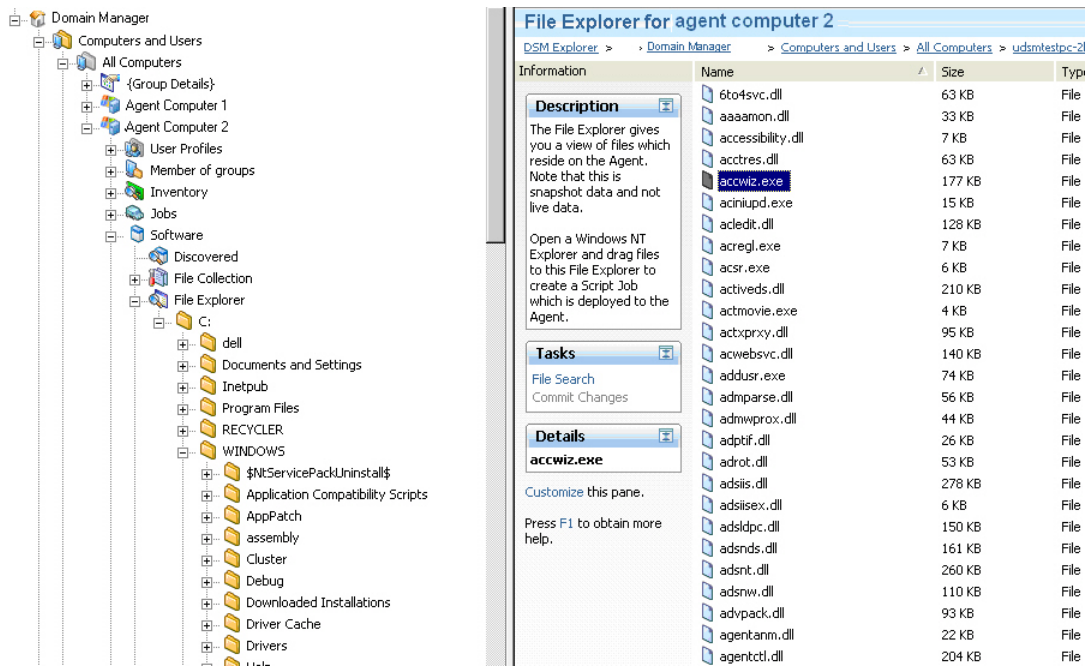 Domain Manager
Computers and Users
All Computers
{Group Details}
Agent Computer 1
Agent Computer 2
User Profiles
Member of groups
Inventory
Jobs
Software
Discovered
File Collection
File Explorer
C:
dell
Documents and Settings
Inetpub
Program Files
RECYCLER
WINDOWS
$NtServicePackUninstall$
Application Compatibility Scripts
AppPatch
assembly
Cluster
Debug
Downloaded Installations
Driver Cache
Drivers
File Explorer for agent computer 2
DSM Explorer > › Domain Manager > Computers and Users > All Computers > udsmtestpc-2
Information
Description
The File Explorer gives
you a view of files which
reside on the Agent.
Note that this is
snapshot data and not
live data.
Open a Windows NT
Explorer and drag files
to this File Explorer to
create a Script Job
which is deployed to the
Agent.
Tasks
File Search
Commit Changes
Details
accwiz.exe
Customize this pane.
Press F1 to obtain more
help.
Name Size Type
6to4svc.dll 63 KB File
aaaamon.dll 33 KB File
accessibility.dll 7 KB File
acctres.dll 63 KB File
accwiz.exe 177 KB File
aciniupd.exe 15 KB File
acledit.dll 128 KB File
acregl.exe 7 KB File
acsr.exe 6 KB File
activeds.dll 210 KB File
actmovie.exe 4 KB File
actxprxy.dll 95 KB File
acwebsvc.dll 140 KB File
addusr.exe 74 KB File
admparse.dll 56 KB File
admwprox.dll 44 KB File
adptif.dll 26 KB File
adrot.dll 53 KB File
adsiis.dll 278 KB File
adsiisex.dll 6 KB File
adsldpc.dll 150 KB File
adsnds.dll 161 KB File
adsnt.dll 260 KB File
adsnw.dll 110 KB File
advpack.dll 93 KB File
agentanm.dll 22 KB File
agentctl.dll 204 KB File